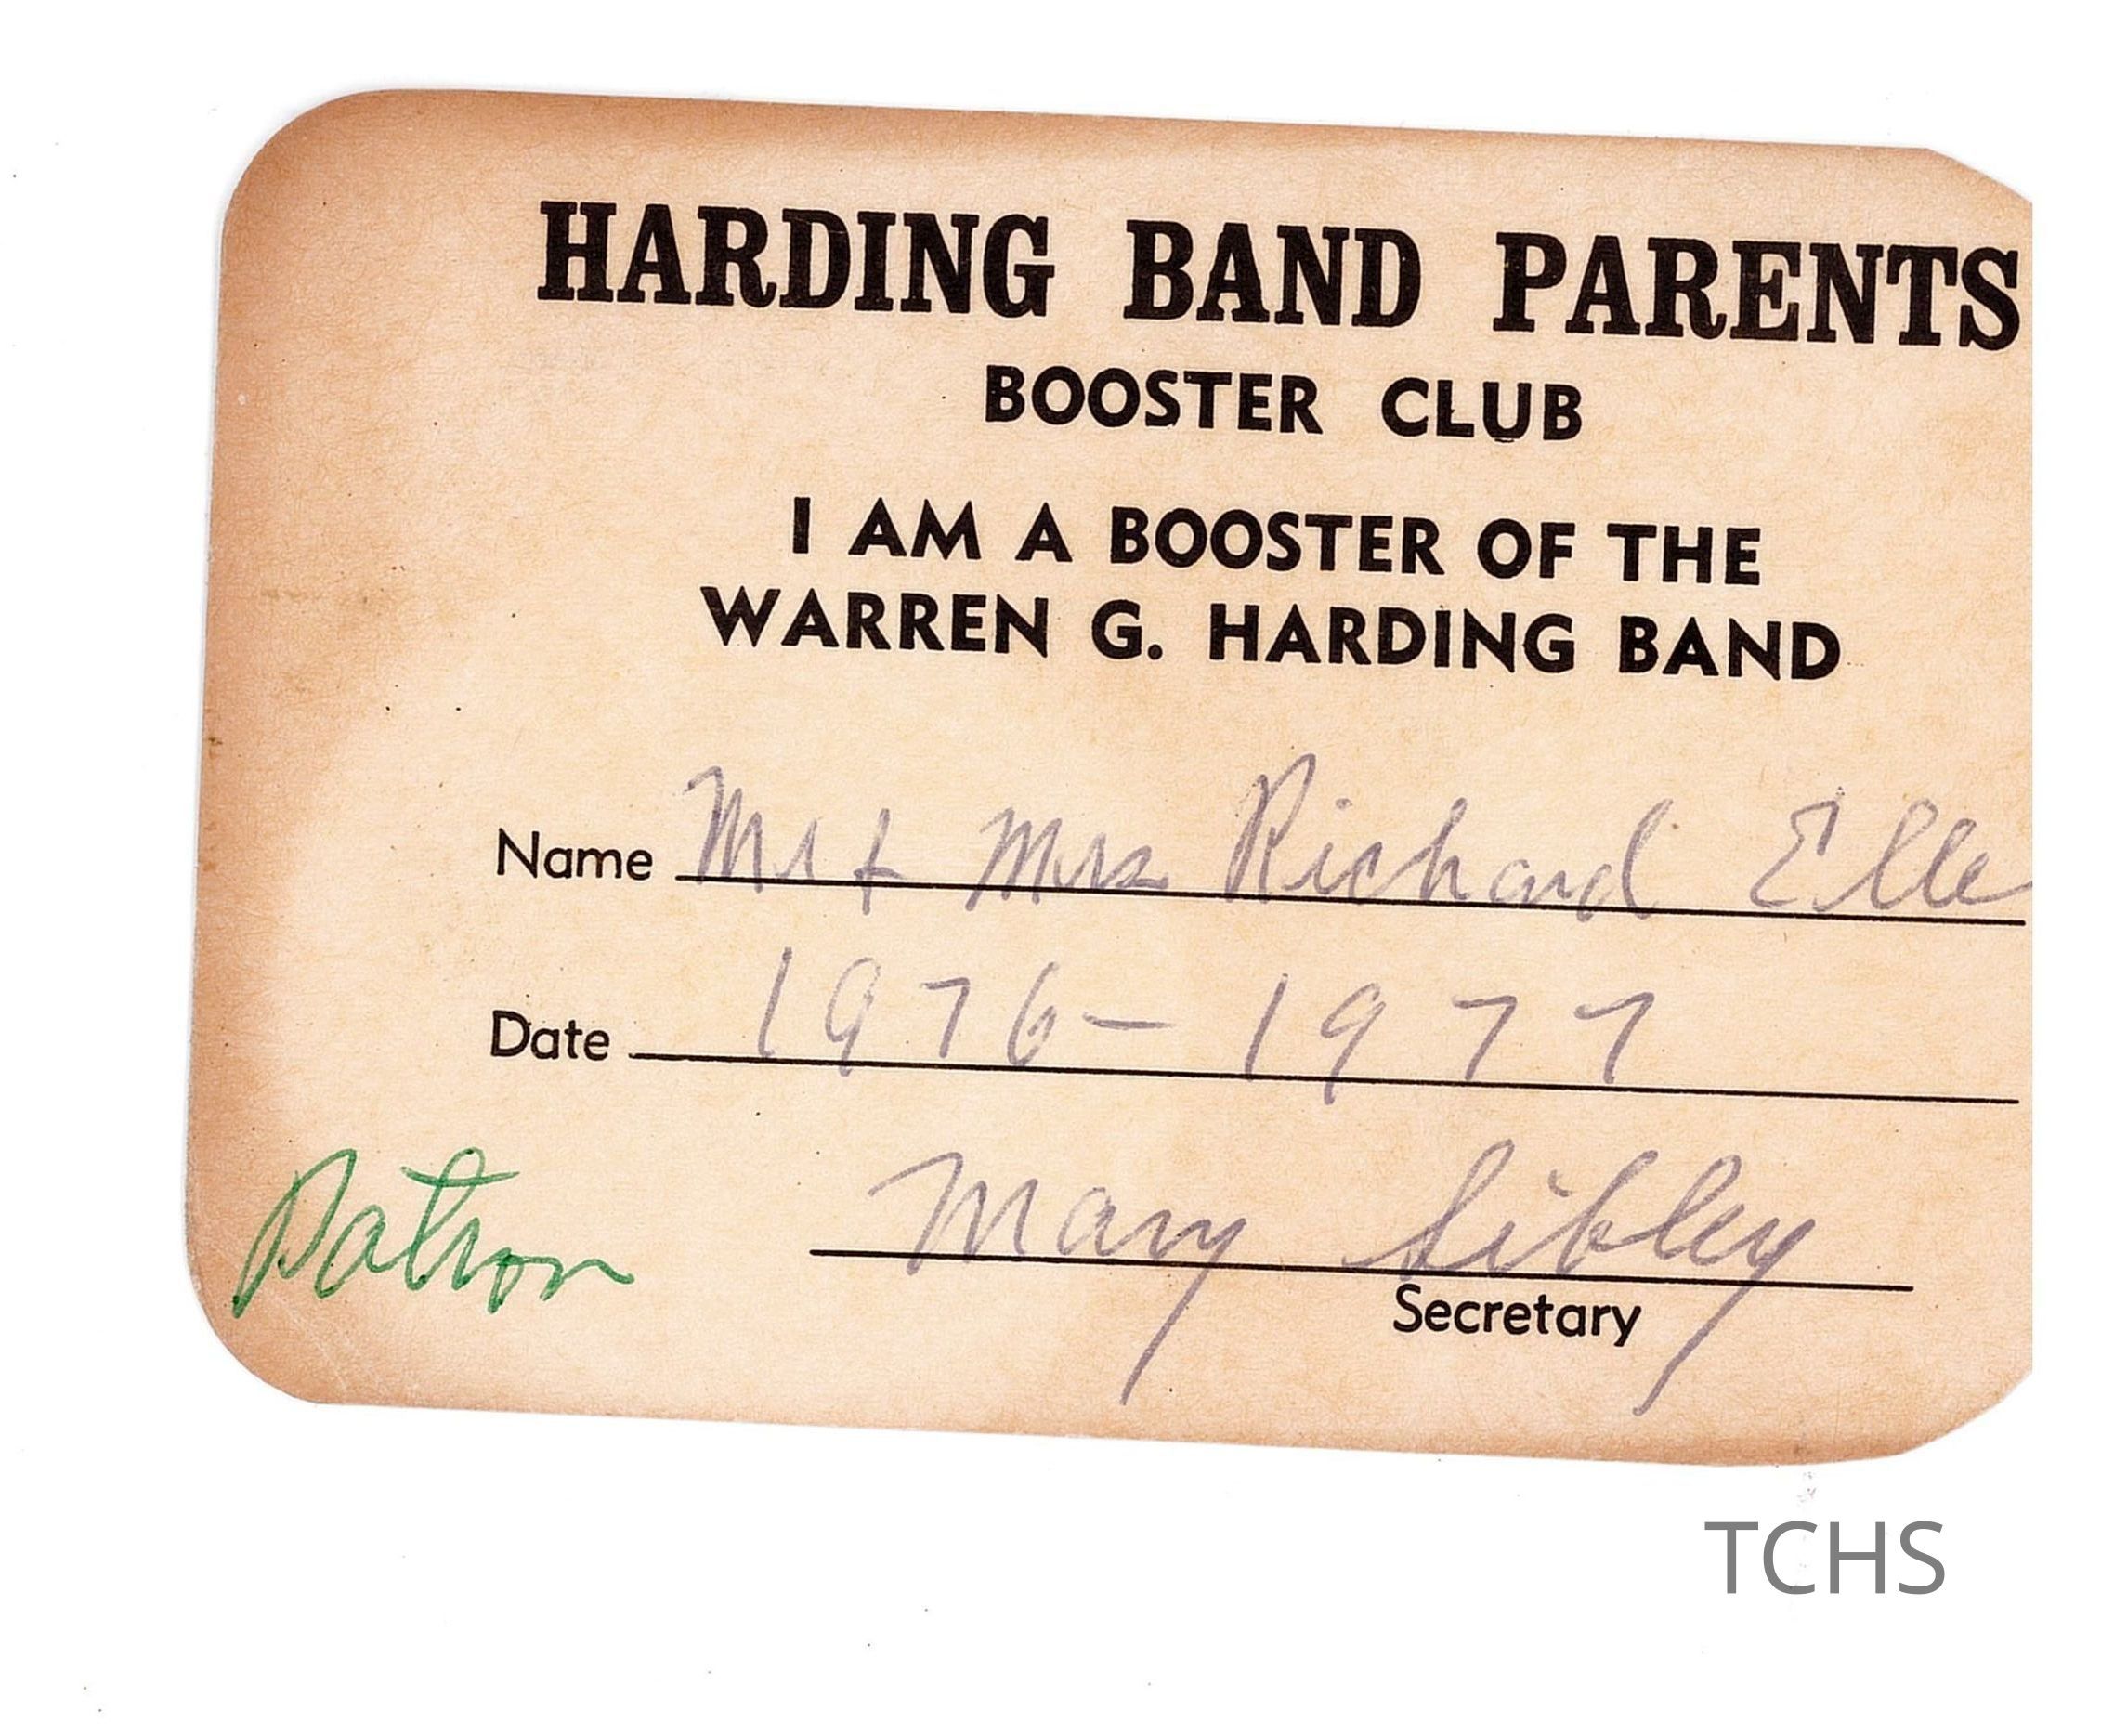 HARDING BAND PARENTS
BOOSTER CLUB
I AM A BOOSTER OF THE
WARREN G. HARDING BAND
Name Mr + Mrs Richard Elle
Date 1976-1977
Patron
Mary Sibley
Secretary
TCHS